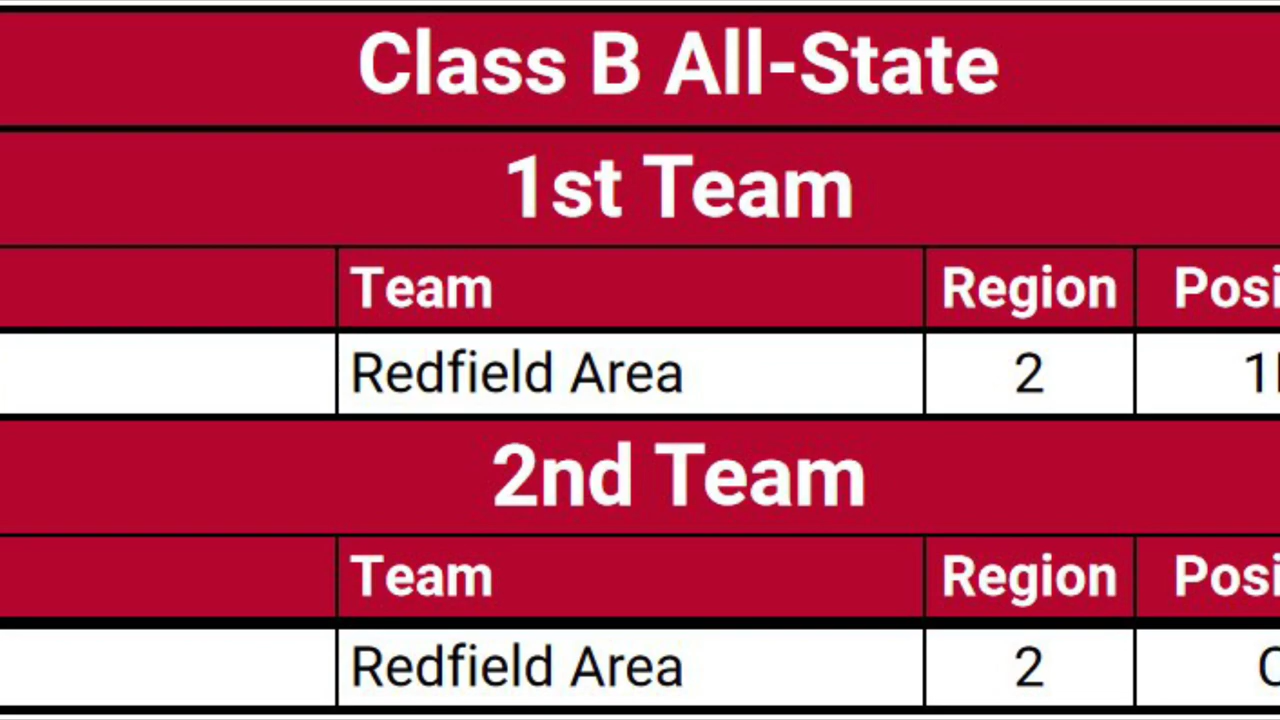 Class B All-State
1st Team
Team Region
Redfield Area 2
2nd Team
Team Region
Redfield Area 2